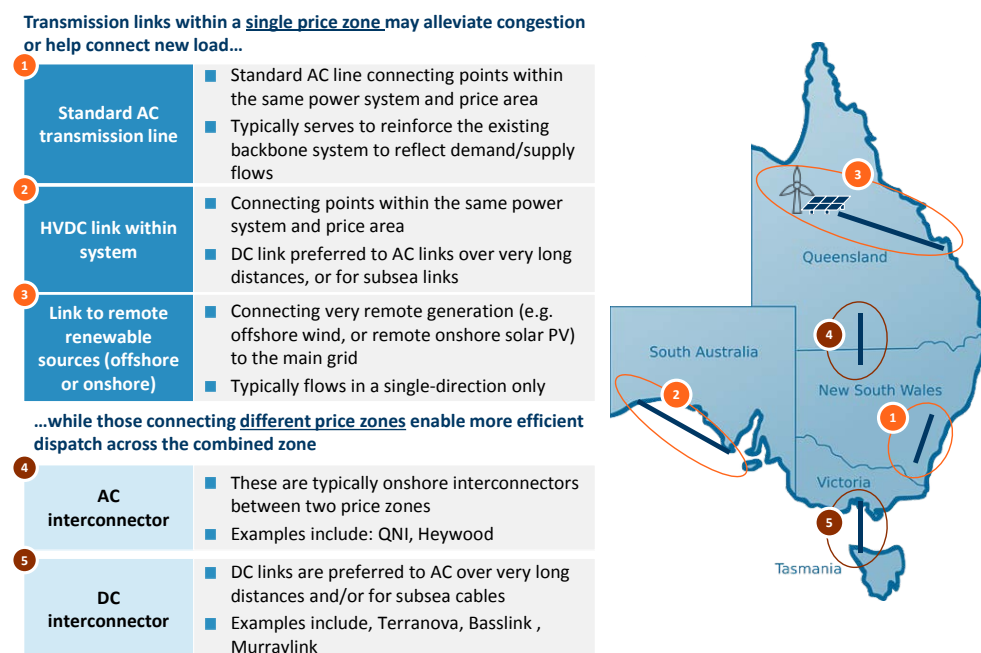 Transmission links within a single price zone may alleviate congestion
or help connect new load…
1
Standard AC
transmission line
■ Standard AC line connecting points within
the same power system and price area
■ Typically serves to reinforce the existing
backbone system to reflect demand/supply
flows
2
HVDC link within
system
■ Connecting points within the same power
system and price area
■ DC link preferred to AC links over very long
distances, or for subsea links
3
Link to remote
renewable
sources (offshore
or onshore)
■ Connecting very remote generation (e.g.
offshore wind, or remote onshore solar PV)
to the main grid
■ Typically flows in a single-direction only
…while those connecting different price zones enable more efficient
dispatch across the combined zone
4
AC
interconnector
■ These are typically onshore interconnectors
between two price zones
■ Examples include: QNI, Heywood
5
DC
interconnector
■ DC links are preferred to AC over very long
distances and/or for subsea cables
■ Examples include, Terranova, Basslink ,
Murraylink
3
Queensland
4
South Australia
New South Wales
2
1
Victoria
5
Tasmania